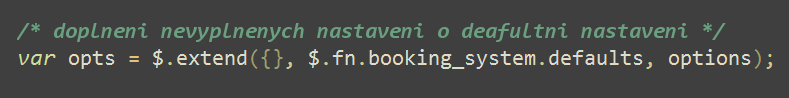 /* doplneni nevyplnenych nastaveni o deafultni nastaveni */
var opts = $.extend({}, $.fn.booking_system.defaults, options);